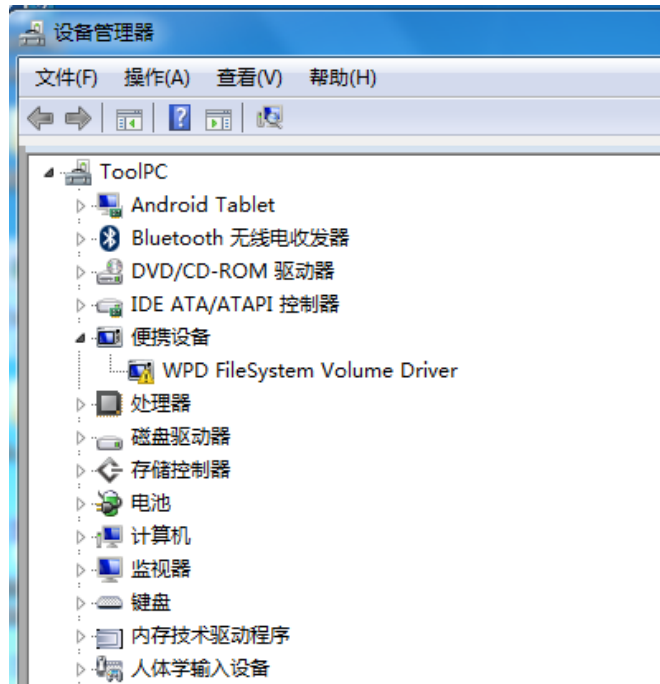 设备管理器
文件(F) 操作(A) 查看(V) 帮助(H)
ToolPC
Android Tablet
Bluetooth 无线电收发器
DVD/CD-ROM 驱动器
IDE ATA/ATAPI 控制器
便携设备
WPD FileSystem Volume Driver
处理器
磁盘驱动器
存储控制器
电池
计算机
监视器
键盘
内存技术驱动程序
人体学输入设备